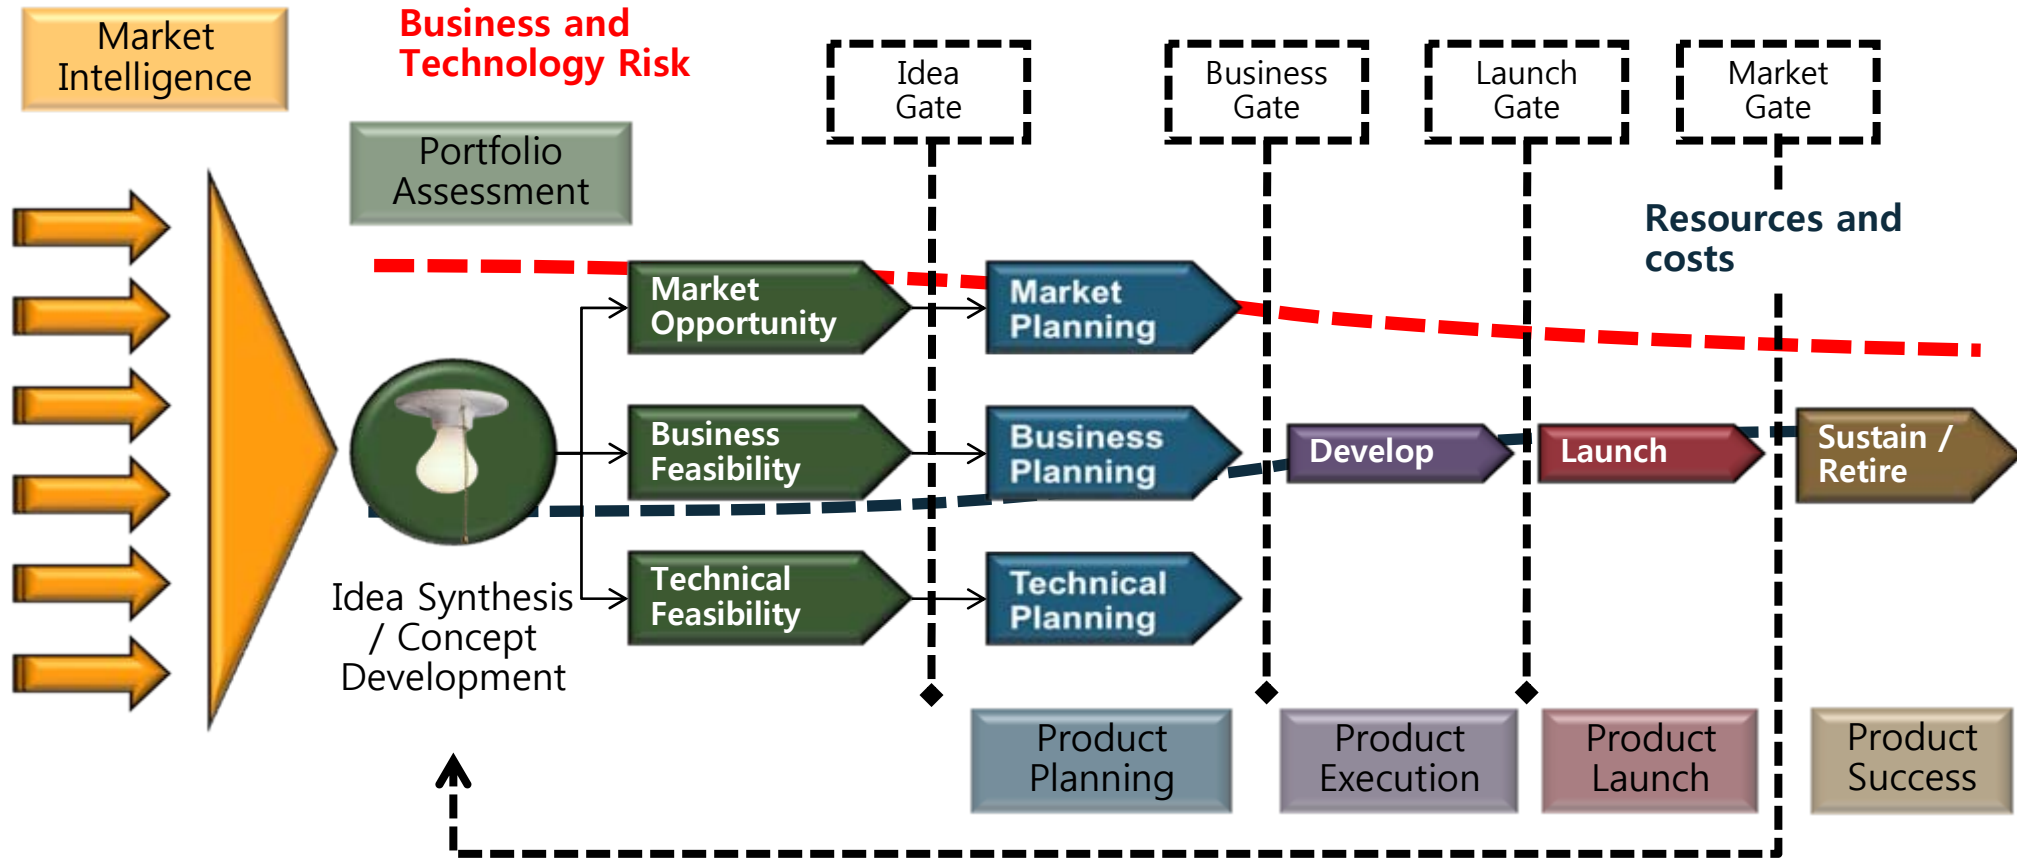 Market
Intelligence
Business and
Technology Risk
Portfolio
Assessment
Idea
Gate
Business
Gate
Launch
Gate
Market
Gate
Resources and
costs
Market
Opportunity
Market
Planning
Business
Feasibility
Business
Planning
Develop
Launch
Sustain /
Retire
Idea Synthesis
/ Concept
Development
Technical
Feasibility
Technical
Planning
Product
Planning
Product
Execution
Product
Launch
Product
Success